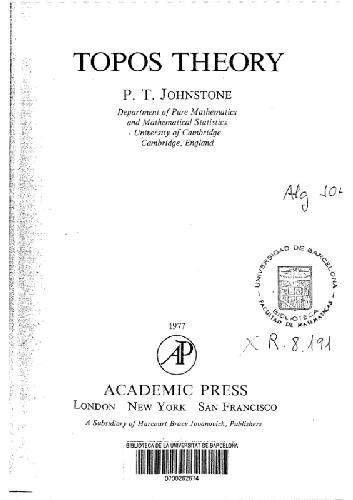 TOPOS THEORY
P. T. JOHNSTONE
Department of Pure Mathematics
and Mathematical Statistics
University of Cambridge
Cambridge, England
Alg
UNIVERSIDAD DE BARCELONA
BIBLIOTECA
FACULTAD DE MATEMATICAS
1977
AP
X R.8.191
ACADEMIC PRESS
LONDON NEW YORK SAN FRANCISCO
A Subsidiary of Harcourt Brace Jovanovich, Publishers
BIBLIOTECA DE LA UNIVERSITAT DE BARCELONA
0700282614